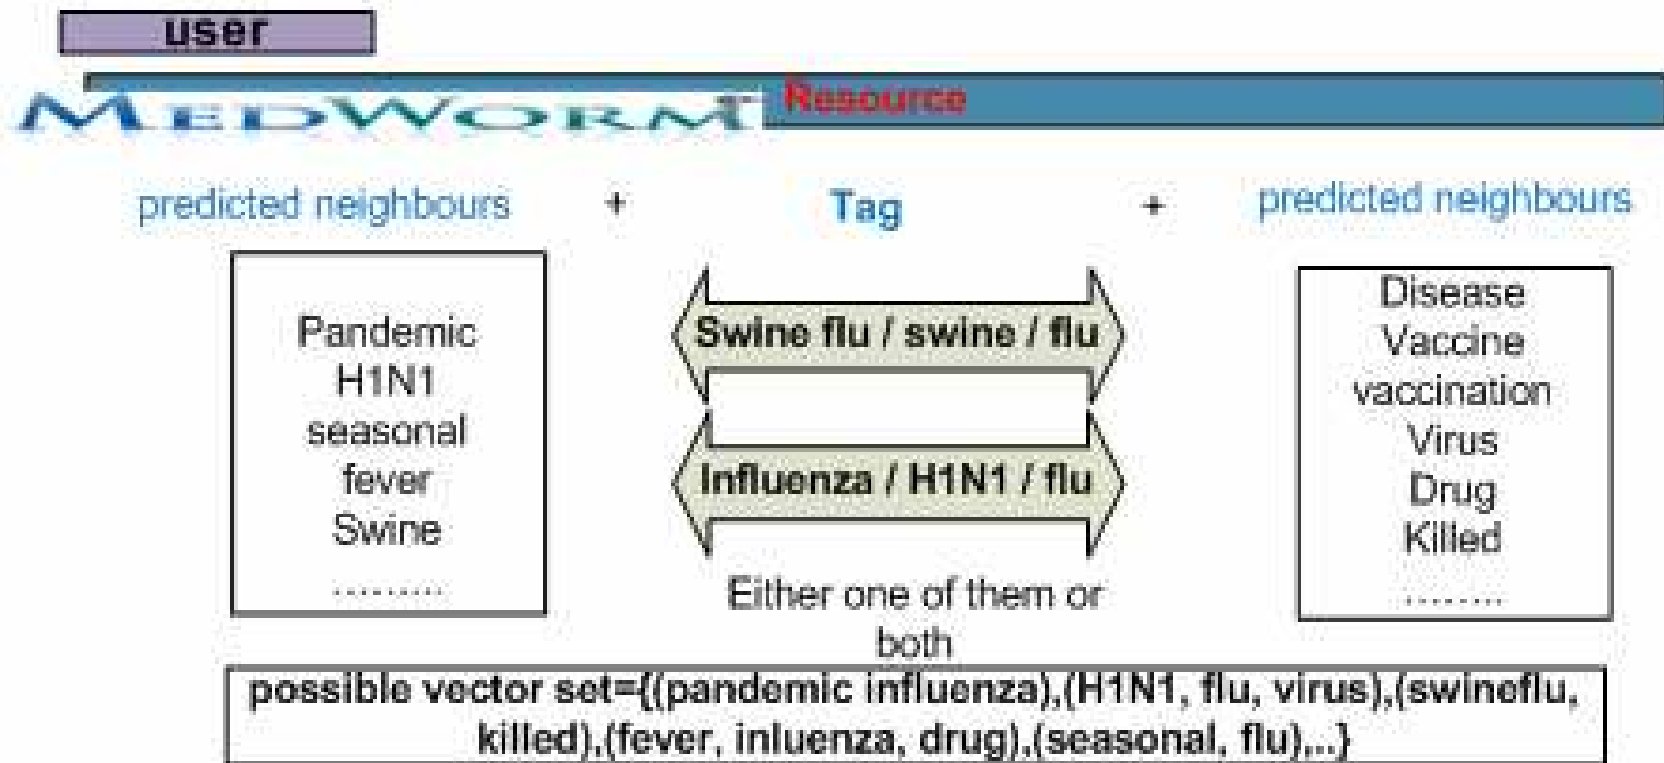 user
MEDWORM
Resource
predicted neighbours + Tag + predicted neighbours
Pandemic
H1N1
seasonal
fever
Swine
.........
Swine flu / swine / flu
Influenza / H1N1 / flu
Either one of them or
both
Disease
Vaccine
vaccination
Virus
Drug
Killed
........
possible vector set={(pandemic influenza),(H1N1, flu, virus),(swineflu,
killed),(fever, inluenza, drug),(seasonal, flu),..}